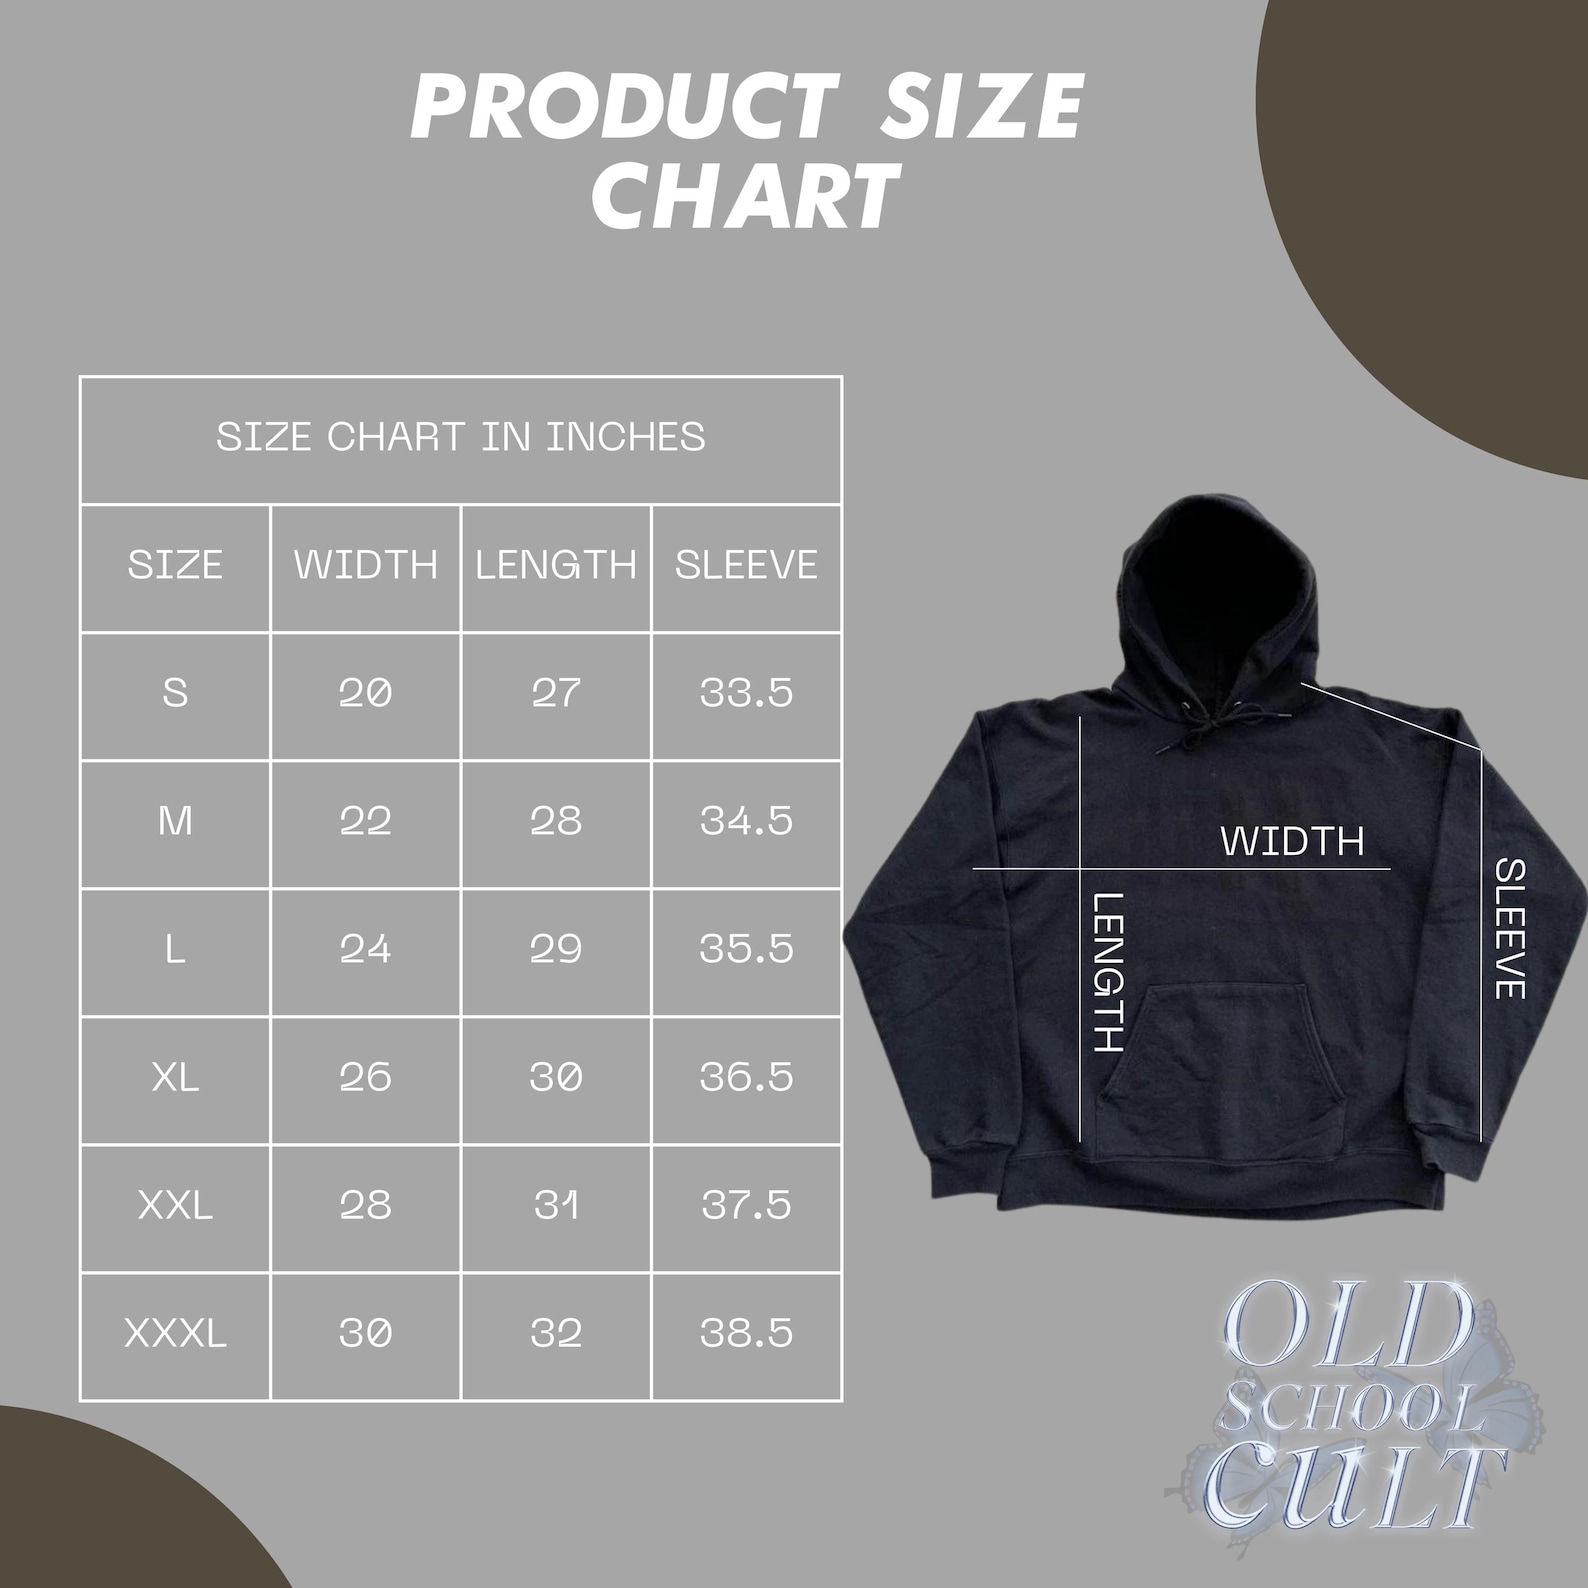 PRODUCT SIZE
CHART
SIZE CHART IN INCHES
SIZE WIDTH LENGTH SLEEVE
S 20 27 33.5
M 22 28 34.5
L 24 29 35.5
XL 26 30 36.5
XXL 28 31 37.5
XXXL 30 32 38.5
WIDTH
LENGTH
SLEEVE
OLD
SCHOOL
CULT